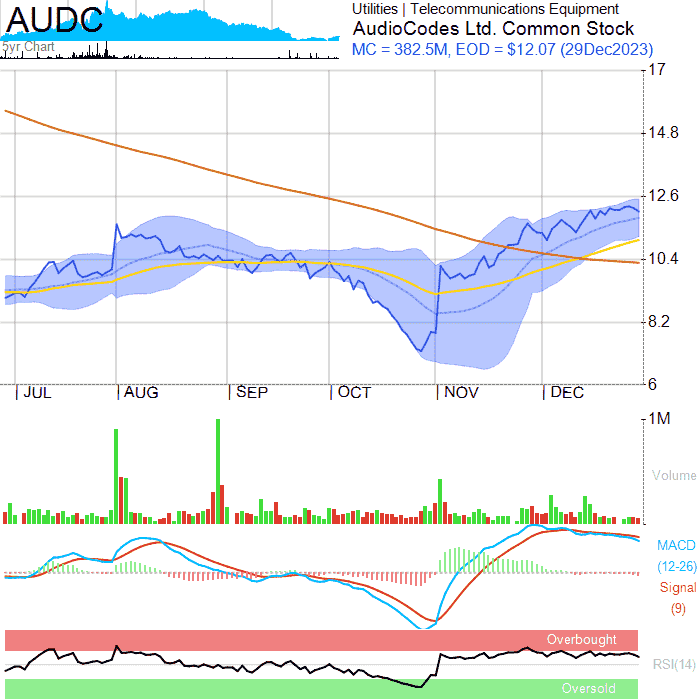 AUDC
5yr Chart
Utilities | Telecommunications Equipment
AudioCodes Ltd. Common Stock
MC = 382.5M, EOD = $12.07 (29Dec2023)
17
14.8
12.6
10.4
8.2
6
JUL AUG SEP OCT NOV DEC
1M
Volume
MACD
(12-26)
Signal
(9)
Overbought
RSI(14)
Oversold